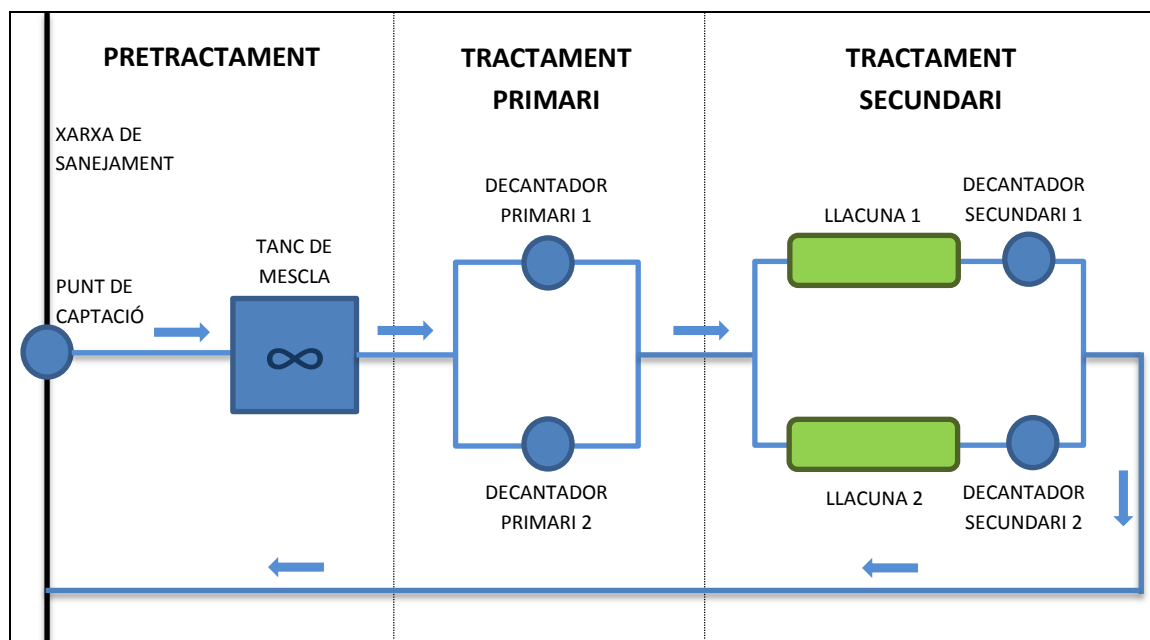 PRETRACTAMENT
TRACTAMENT
PRIMARI
TRACTAMENT
SECUNDARI
XARXA DE
SANEJAMENT
PUNT DE
CAPTACIÓ
TANC DE
MESCLA
∞
DECANTADOR
PRIMARI 1
DECANTADOR
PRIMARI 2
LLACUNA 1
DECANTADOR
SECUNDARI 1
LLACUNA 2
DECANTADOR
SECUNDARI 2